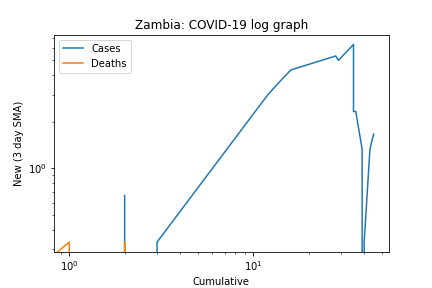 Zambia: COVID-19 log graph
Cases
Deaths
New (3 day SMA)
10⁰
10⁰
10¹
Cumulative